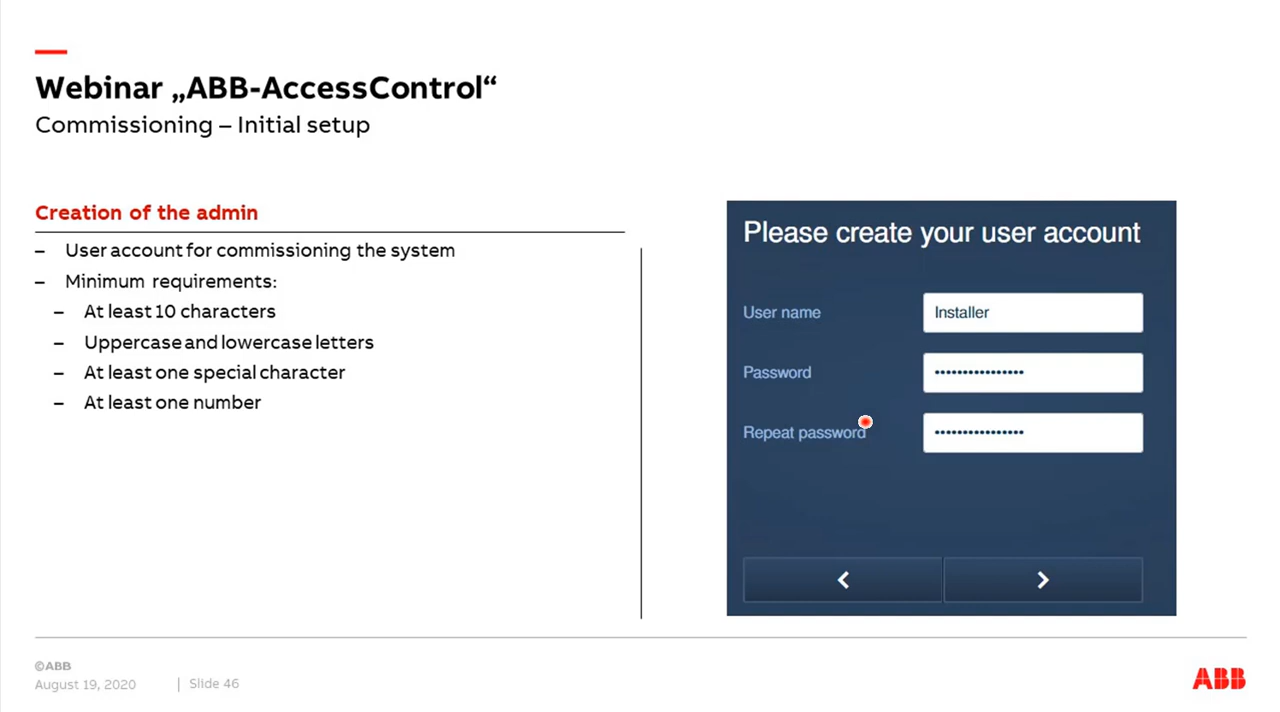 Webinar „ABB-AccessControl“
Commissioning – Initial setup
Creation of the admin
– User account for commissioning the system
– Minimum requirements:
– At least 10 characters
– Uppercase and lowercase letters
– At least one special character
– At least one number
Please create your user account
User name Installer
Password ••••••••••••••••
Repeat password ••••••••••••••••
©ABB
August 19, 2020 | Slide 46
ABB